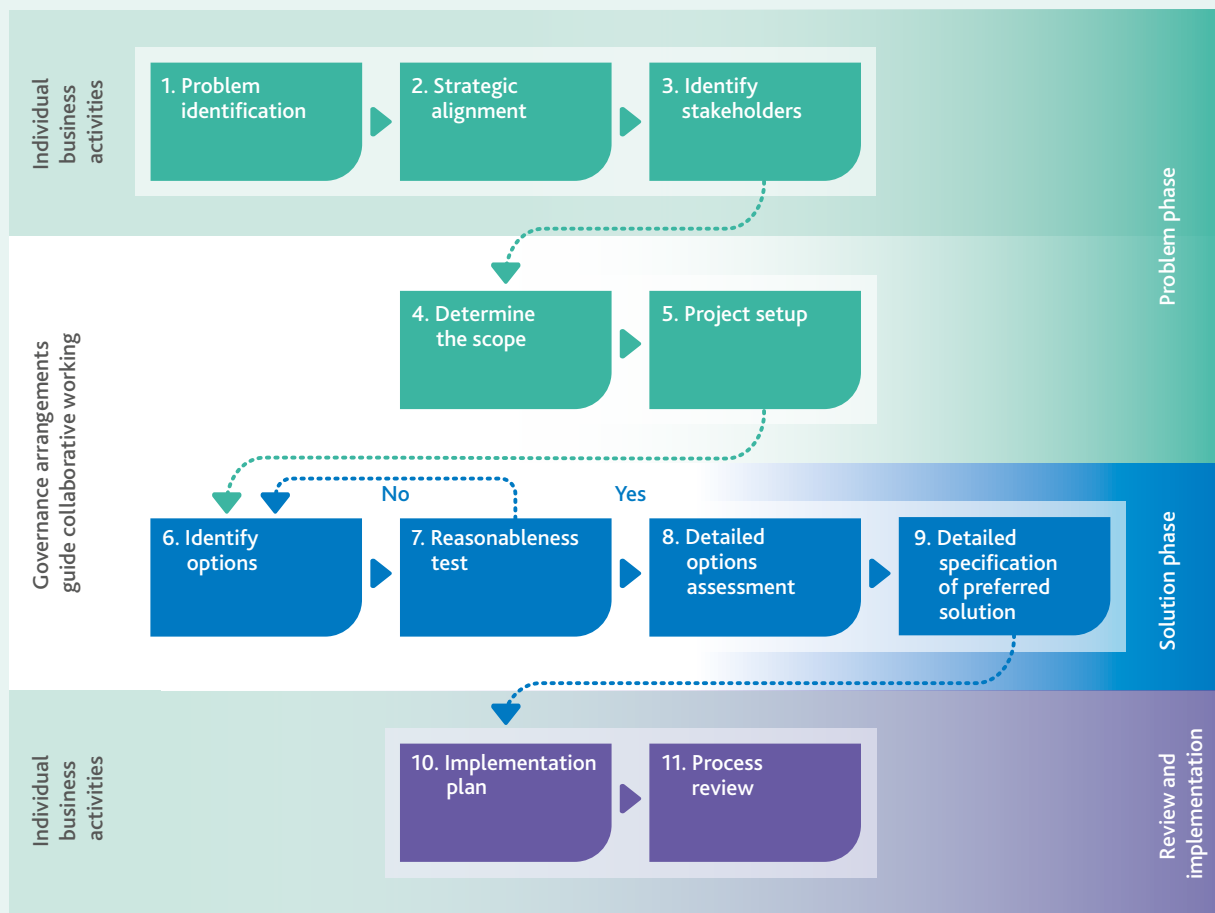 Individual
business
activities
1. Problem
identification
2. Strategic
alignment
3. Identify
stakeholders
Problem phase
Governance arrangements
guide collaborative working
4. Determine
the scope
5. Project setup
No
Yes
6. Identify
options
7. Reasonableness
test
8. Detailed
options
assessment
9. Detailed
specification
of preferred
solution
Solution phase
Individual
business
activities
10. Implementation
plan
11. Process
review
Review and
implementation